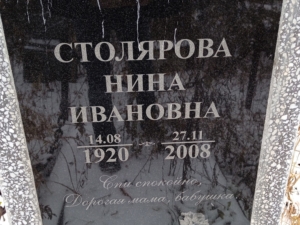 СТОЛЯРОВА
НИНА
ИВАНОВНА
14.08 27.11
1920 2008
Спи спокойно,
Дорогая мама, бабушка